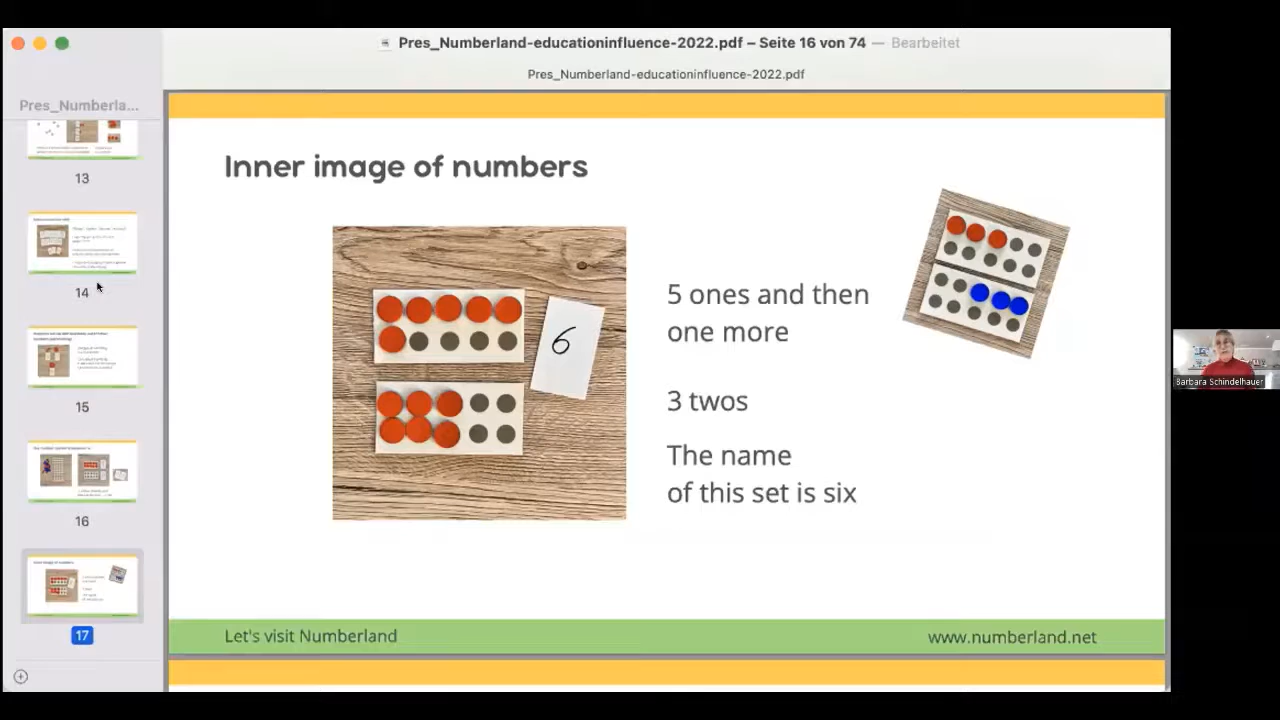 Pres_Numberland-educationinfluence-2022.pdf – Seite 16 von 74 — Bearbeitet
Pres_Numberland-educationinfluence-2022.pdf
Pres_Numberla...
13
14
15
16
17
Inner image of numbers
6
5 ones and then
one more
3 twos
The name
of this set is six
Let's visit Numberland
www.numberland.net
Barbara Schindelhauer